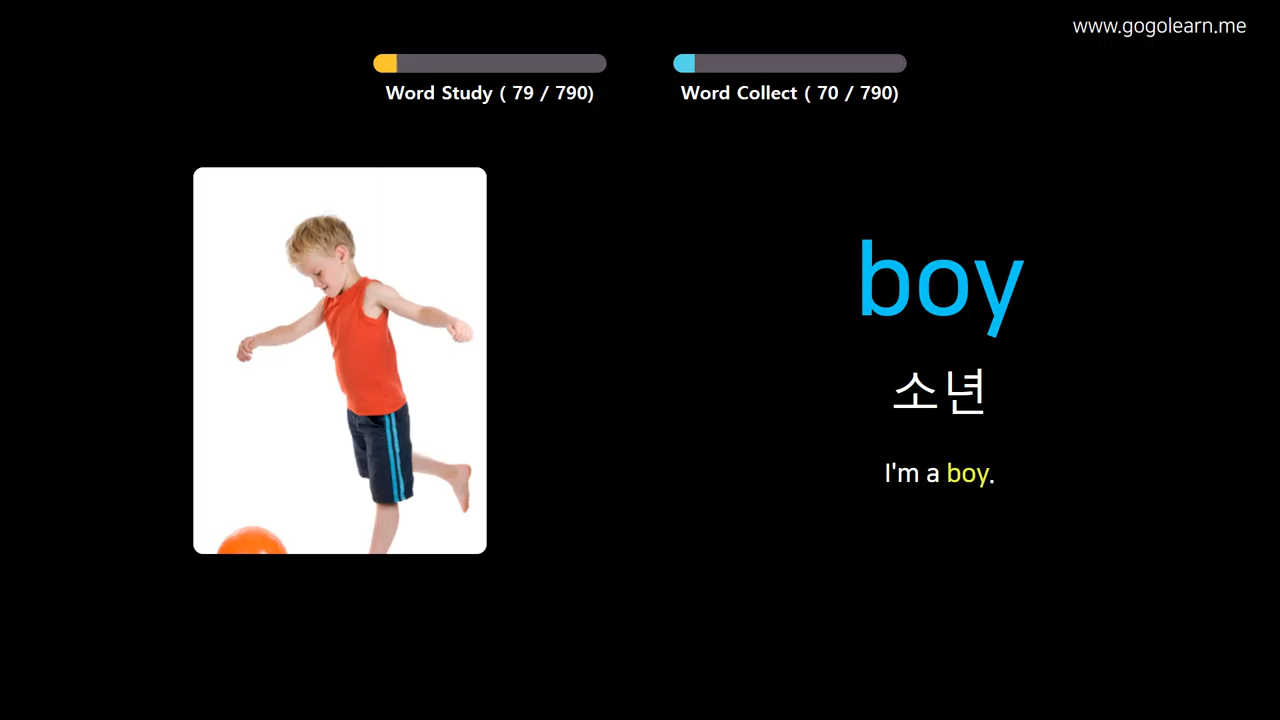 www.gogolearn.me
Word Study ( 79 / 790)
Word Collect ( 70 / 790)
boy
소년
I'm a boy.